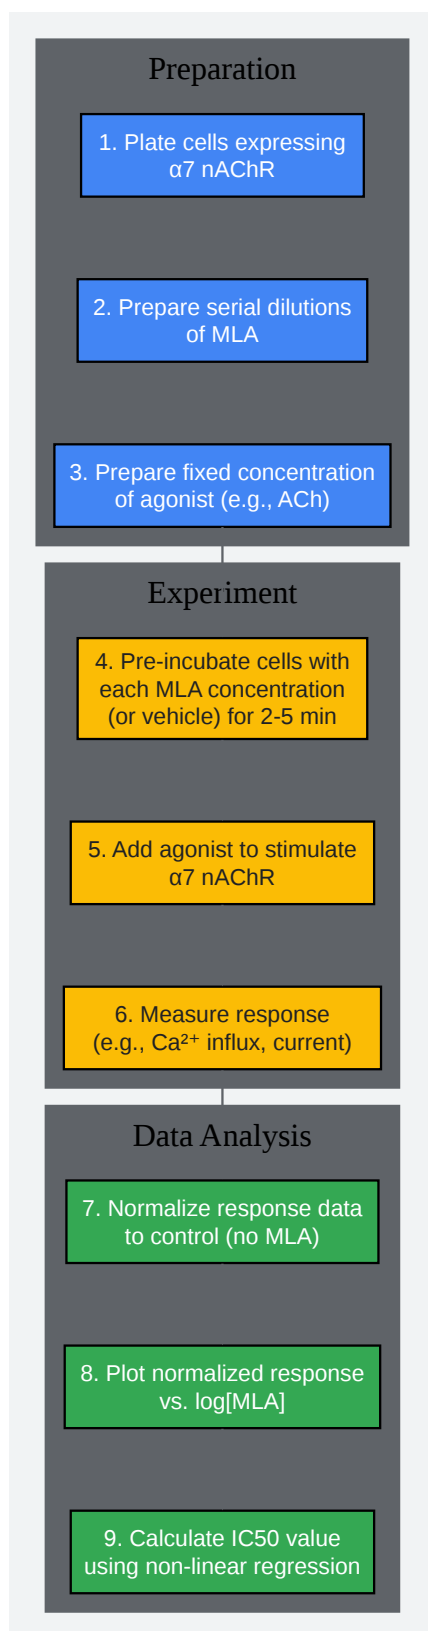 Preparation
1. Plate cells expressing
α7 nAChR
2. Prepare serial dilutions
of MLA
3. Prepare fixed concentration
of agonist (e.g., ACh)
Experiment
4. Pre-incubate cells with
each MLA concentration
(or vehicle) for 2-5 min
5. Add agonist to stimulate
α7 nAChR
6. Measure response
(e.g., Ca²⁺ influx, current)
Data Analysis
7. Normalize response data
to control (no MLA)
8. Plot normalized response
vs. log[MLA]
9. Calculate IC50 value
using non-linear regression